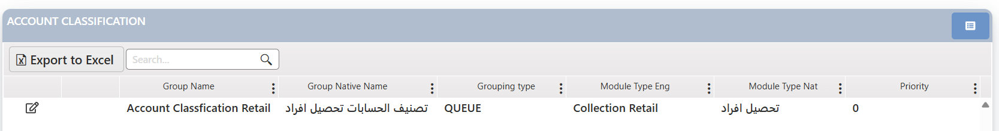 ACCOUNT CLASSIFICATION
Export to Excel Search...
Group Name Group Native Name Grouping type Module Type Eng Module Type Nat Priority
Account Classfication Retail تصنيف الحسابات تحصيل افراد QUEUE Collection Retail تحصيل افراد 0